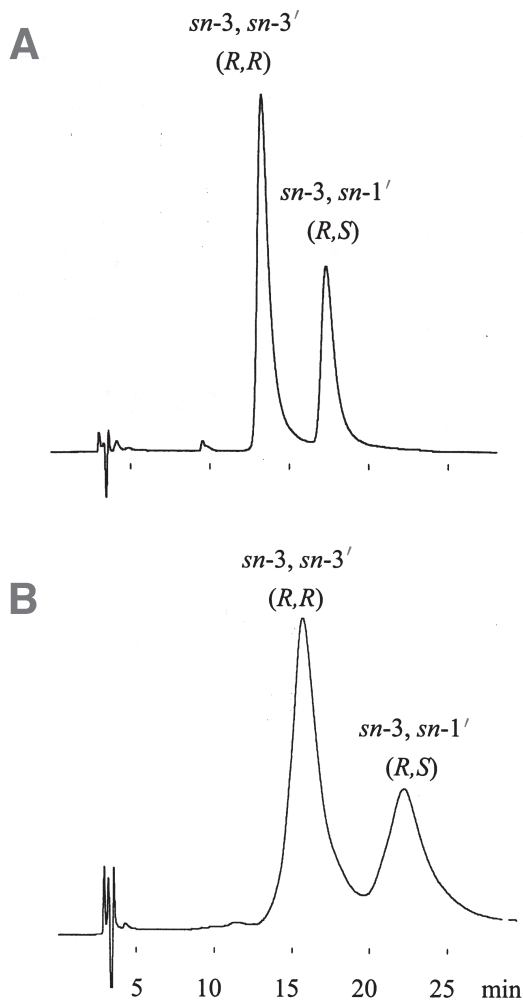 A
sn-3, sn-3′
(R,R)
sn-3, sn-1′
(R,S)
B
sn-3, sn-3′
(R,R)
sn-3, sn-1′
(R,S)
5 10 15 20 25 min